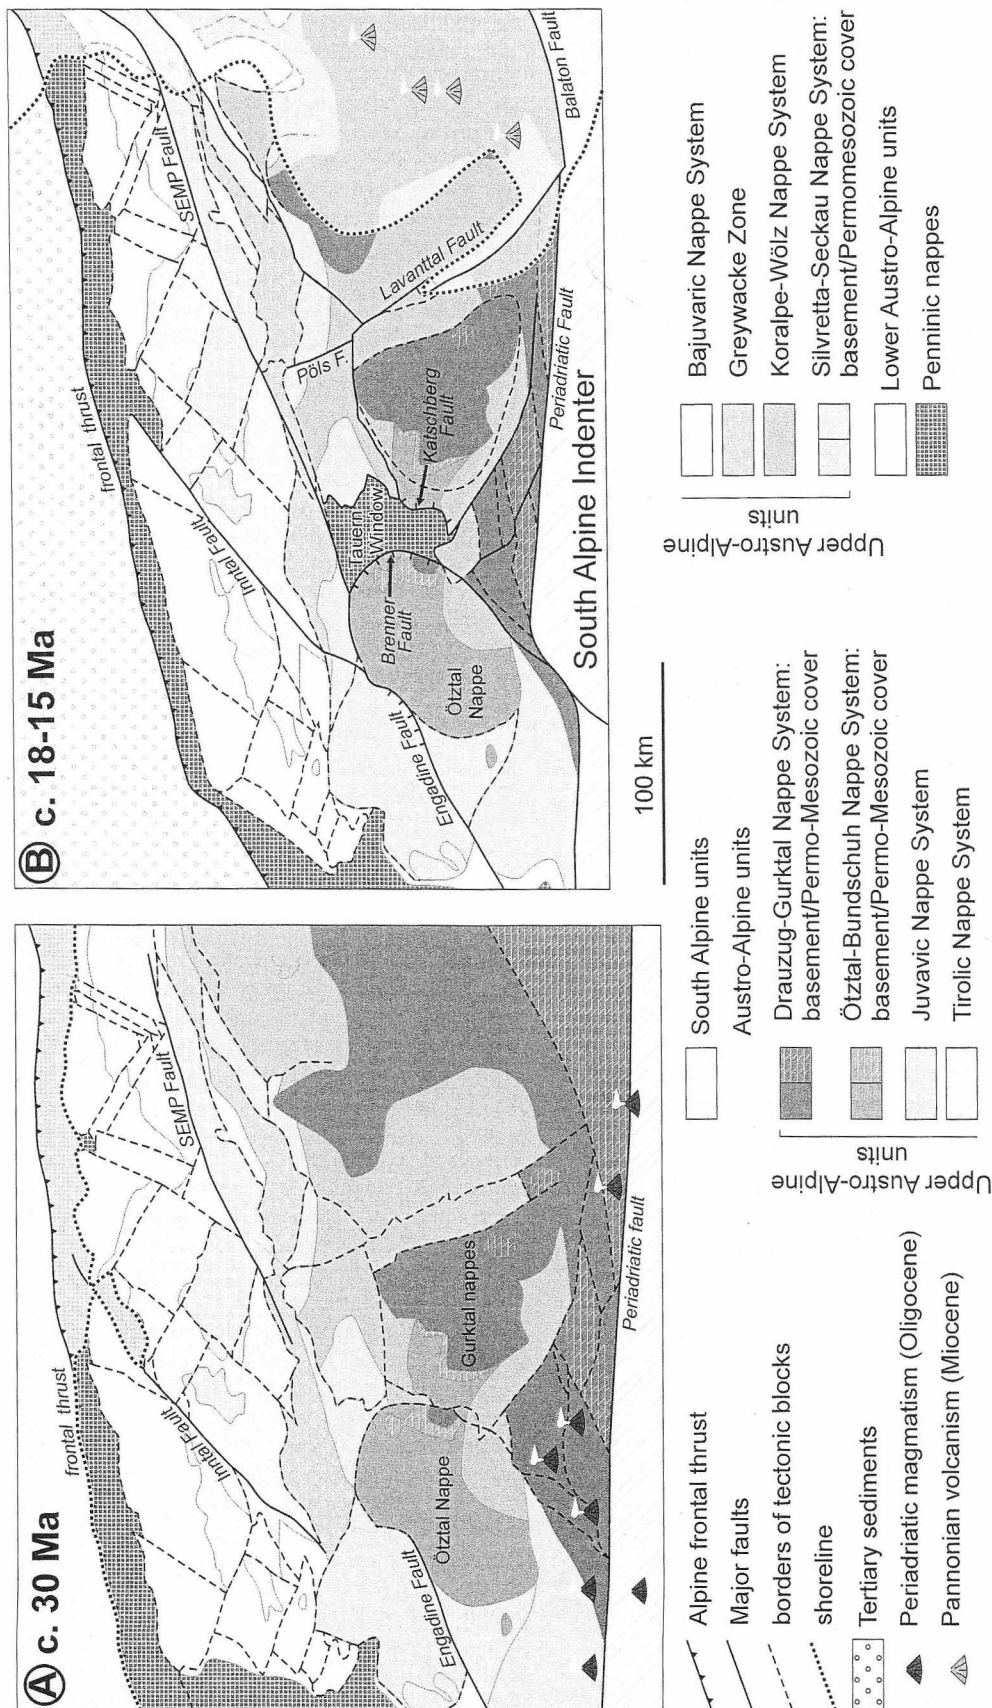 Ⓐ c. 30 Ma
frontal thrust
Inntal Fault
SEMP Fault
Engadine Fault
Ötztal Nappe
Gurktal nappes
Periadriatic fault
Ⓑ c. 18-15 Ma
frontal thrust
Inntal Fault
SEMP Fault
Engadine Fault
Ötztal
Nappe
Brenner
Fault
Tauern
Window
Katschberg
Fault
Pöls F.
Lavanttal Fault
Periadriatic Fault
Balaton Fault
South Alpine Indenter
100 km
Alpine frontal thrust
Major faults
borders of tectonic blocks
shoreline
Tertiary sediments
Periadriatic magmatism (Oligocene)
Pannonian volcanism (Miocene)
South Alpine units
Austro-Alpine units
Upper Austro-Alpine
units
Drauzug-Gurktal Nappe System:
basement/Permo-Mesozoic cover
Ötztal-Bundschuh Nappe System:
basement/Permo-Mesozoic cover
Juvavic Nappe System
Tirolic Nappe System
Upper Austro-Alpine
units
Bajuvaric Nappe System
Greywacke Zone
Koralpe-Wölz Nappe System
Silvretta-Seckau Nappe System:
basement/Permomesozoic cover
Lower Austro-Alpine units
Penninic nappes